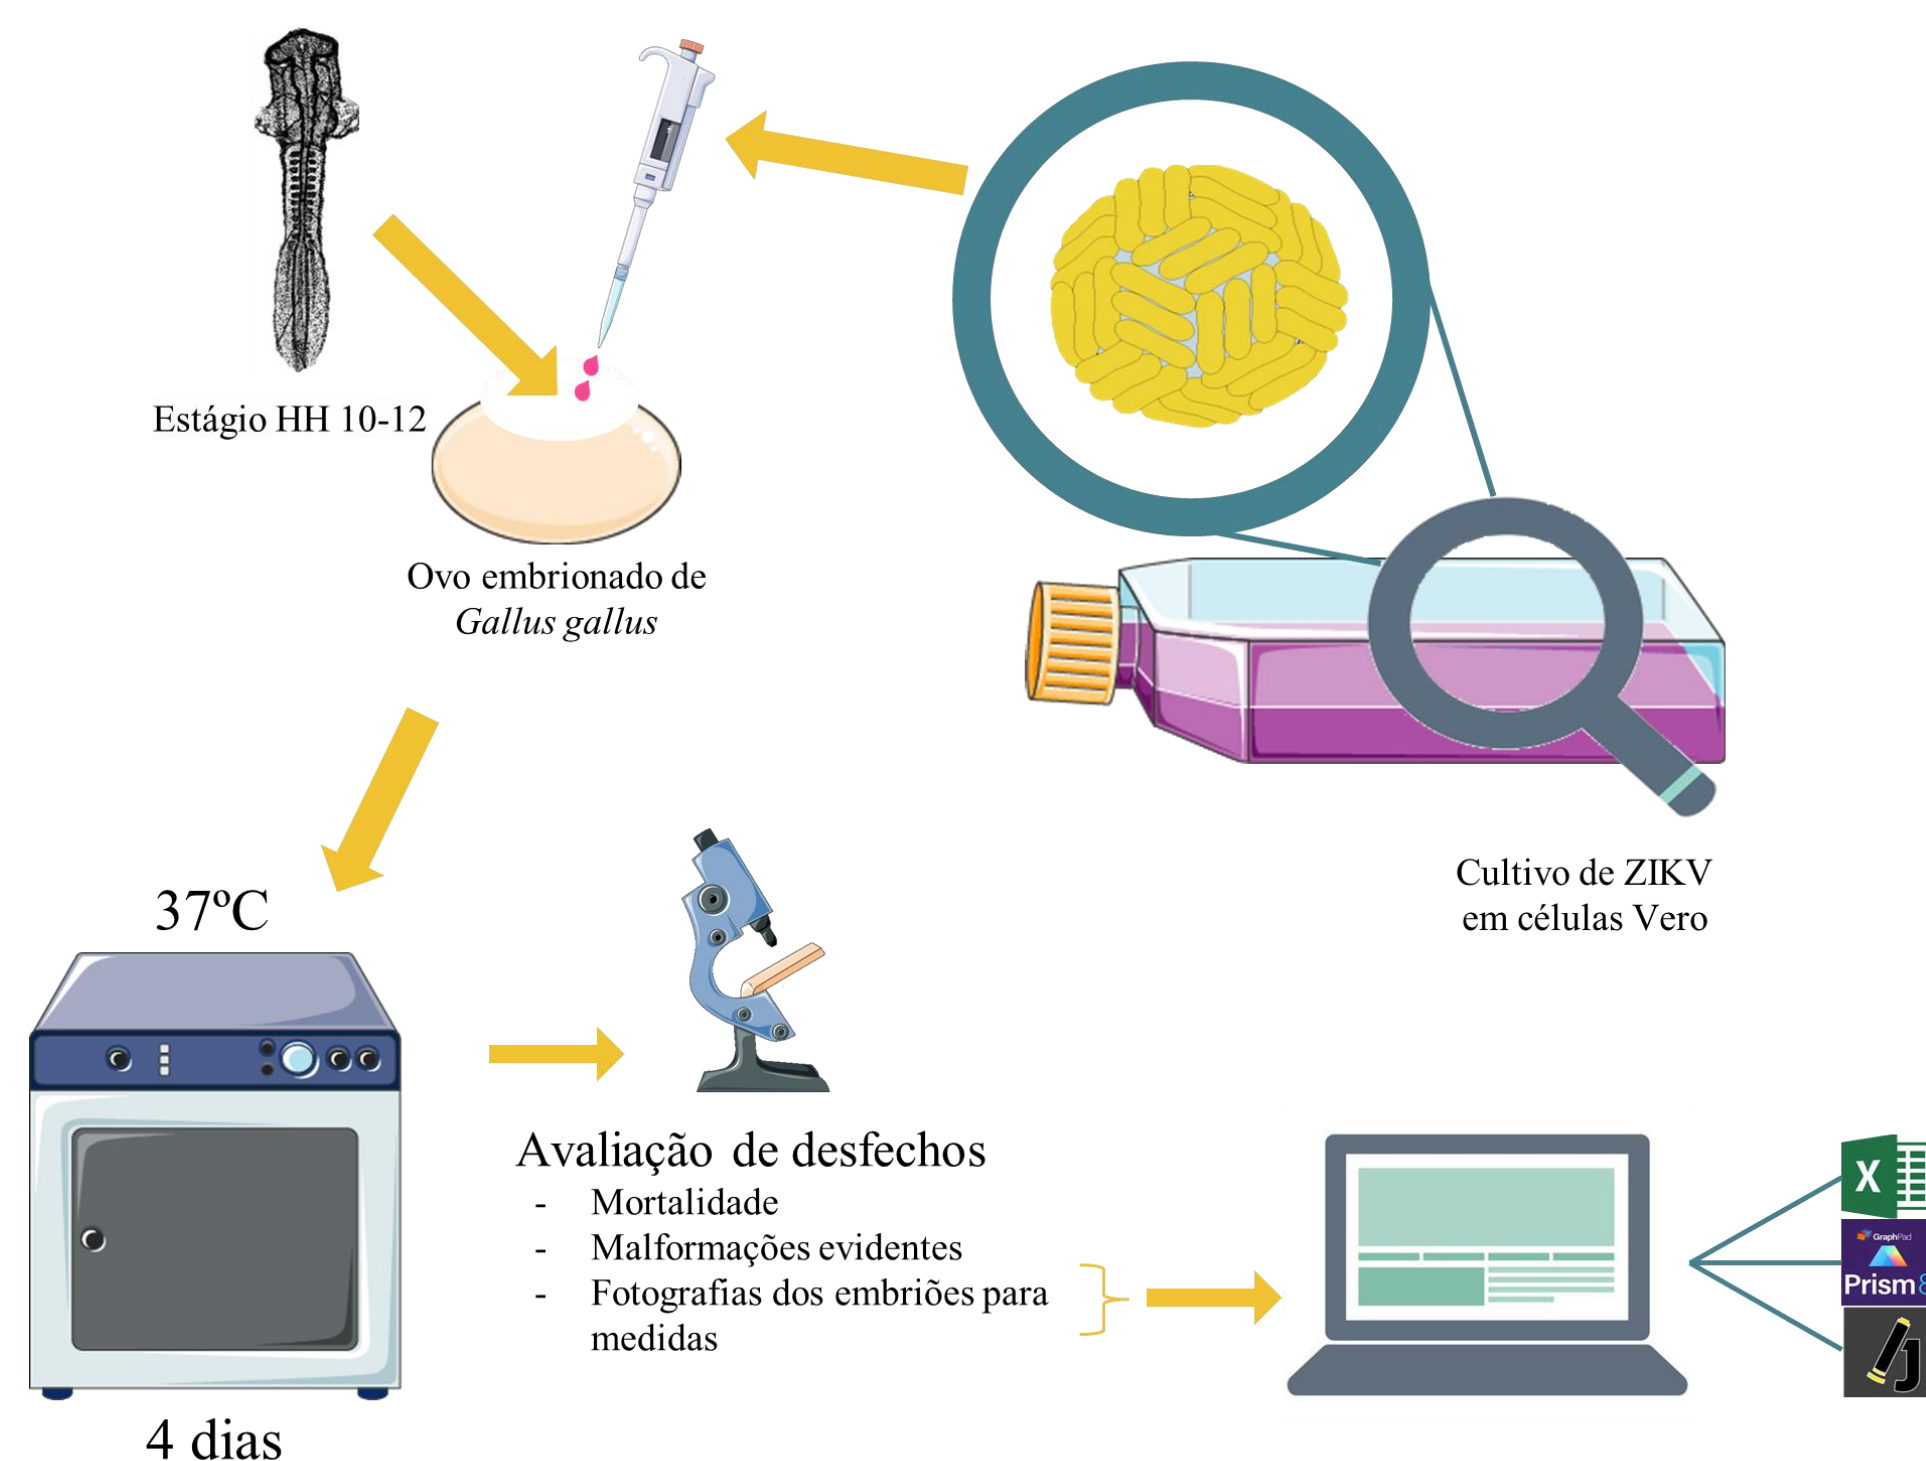 Estágio HH 10-12
Ovo embrionado de
Gallus gallus
Cultivo de ZIKV
em células Vero
37ºC
4 dias
Avaliação de desfechos
- Mortalidade
- Malformações evidentes
- Fotografias dos embriões para
medidas
X
GraphPad
Prism 8
J